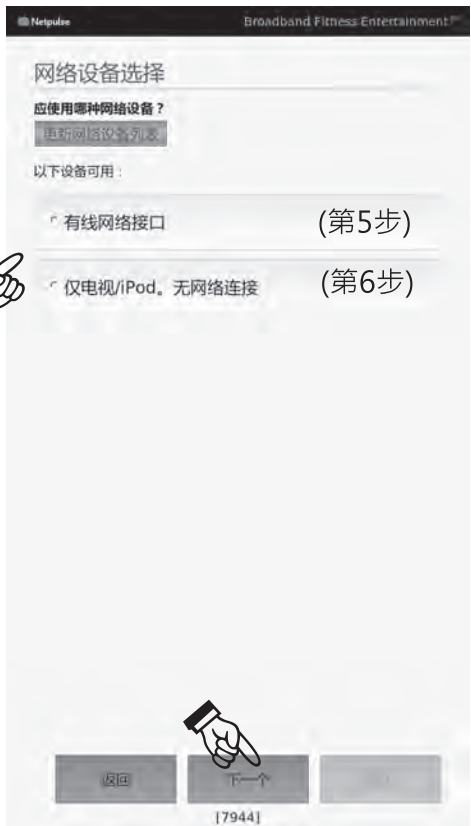 Netpulse Broadband Fitness Entertainment
网络设备选择
应使用哪种网络设备？
更新网络设备列表
以下设备可用：
有线网络接口 (第5步)
仅电视/iPod。无网络连接 (第6步)
返回 下一个
[7944]